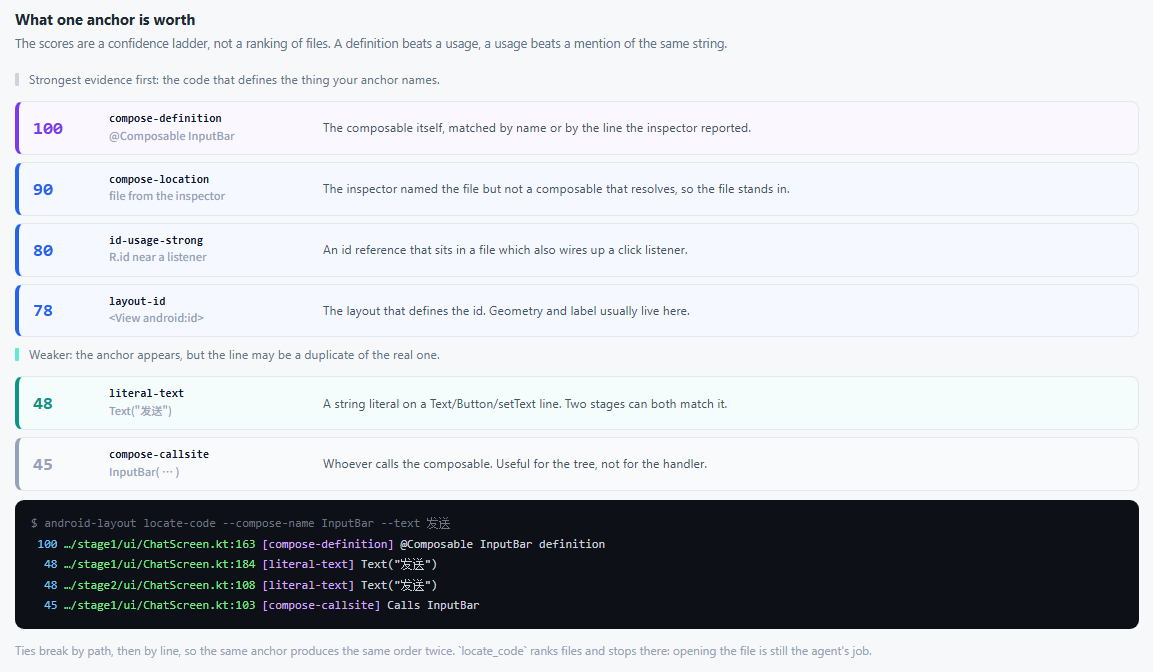 What one anchor is worth
The scores are a confidence ladder, not a ranking of files. A definition beats a usage, a usage beats a mention of the same string.
Strongest evidence first: the code that defines the thing your anchor names.
100
compose-definition
@Composable InputBar
The composable itself, matched by name or by the line the inspector reported.
90
compose-location
file from the inspector
The inspector named the file but not a composable that resolves, so the file stands in.
80
id-usage-strong
R.id near a listener
An id reference that sits in a file which also wires up a click listener.
78
layout-id
<View android:id>
The layout that defines the id. Geometry and label usually live here.
Weaker: the anchor appears, but the line may be a duplicate of the real one.
48
literal-text
Text("发送")
A string literal on a Text/Button/setText line. Two stages can both match it.
45
compose-callsite
InputBar( ⋯ )
Whoever calls the composable. Useful for the tree, not for the handler.
$ android-layout locate-code --compose-name InputBar --text 发送
100 …/stage1/ui/ChatScreen.kt:163 [compose-definition] @Composable InputBar definition
48 …/stage1/ui/ChatScreen.kt:184 [literal-text] Text("发送")
48 …/stage2/ui/ChatScreen.kt:108 [literal-text] Text("发送")
45 …/stage1/ui/ChatScreen.kt:103 [compose-callsite] Calls InputBar
Ties break by path, then by line, so the same anchor produces the same order twice. `locate_code` ranks files and stops there: opening the file is still the agent's job.